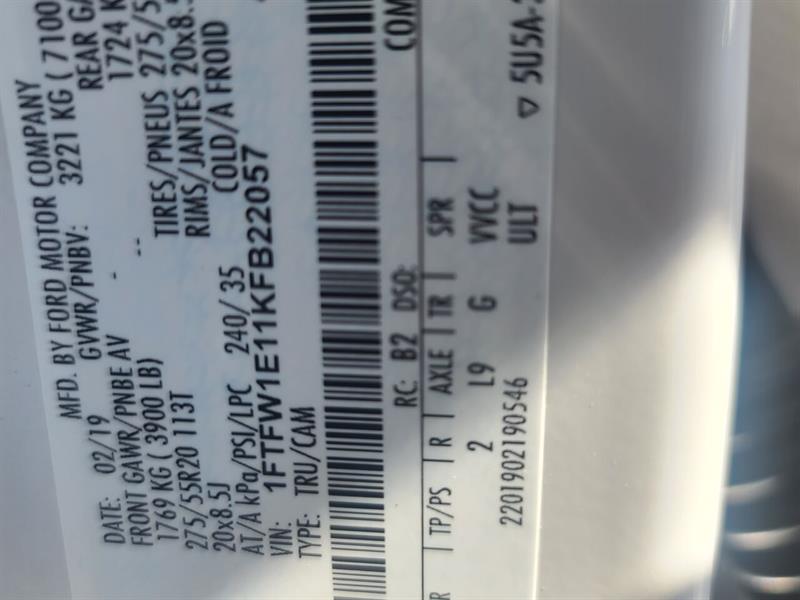 MFD. BY FORD MOTOR COMPANY
DATE: 02/19 GVWR/PNBV: 3221 KG ( 7100
FRONT GAWR/PNBE AV - REAR GA
1769 KG ( 3900 LB) -- 1724 K
275/55R20 113T TIRES/PNEUS 275/5
20x8.5J RIMS/JANTES 20x8.5
AT/A kPa/PSI/LPC 240/ 35 COLD/A FROID
VIN: 1FTFW1E11KFB22057
TYPE: TRU/CAM
COM
RC: B2 DSO:
R | TP/PS | R | AXLE | TR | SPR |
2 L9 G VVCC
2201902190546 ULT
▽ 5U5A-